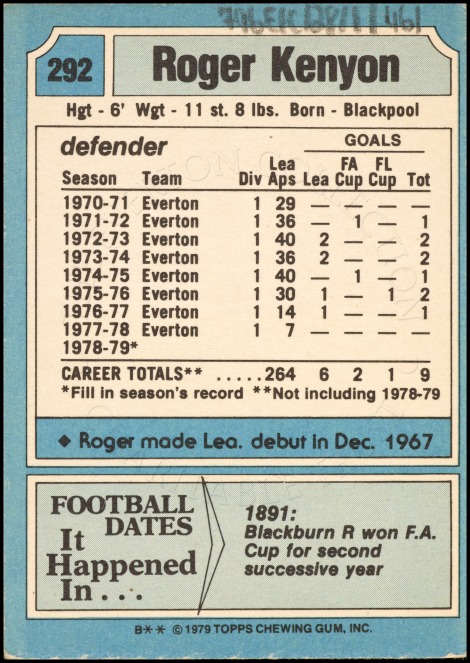 292
Roger Kenyon
Hgt - 6' Wgt - 11 st. 8 lbs. Born - Blackpool
defender
GOALS
Season Team Div Lea Aps Lea FA Cup FL Cup Tot
1970-71 Everton 1 29 — — — —
1971-72 Everton 1 36 — 1 — 1
1972-73 Everton 1 40 2 — — 2
1973-74 Everton 1 36 2 — — 2
1974-75 Everton 1 40 — 1 — 1
1975-76 Everton 1 30 1 — 1 2
1976-77 Everton 1 14 1 — — 1
1977-78 Everton 1 7 — — — —
1978-79*
CAREER TOTALS** .....264 6 2 1 9
*Fill in season's record **Not including 1978-79
◆ Roger made Lea. debut in Dec. 1967
FOOTBALL
DATES
It
Happened
In . . .
1891:
Blackburn R won F.A.
Cup for second
successive year
B** © 1979 TOPPS CHEWING GUM, INC.